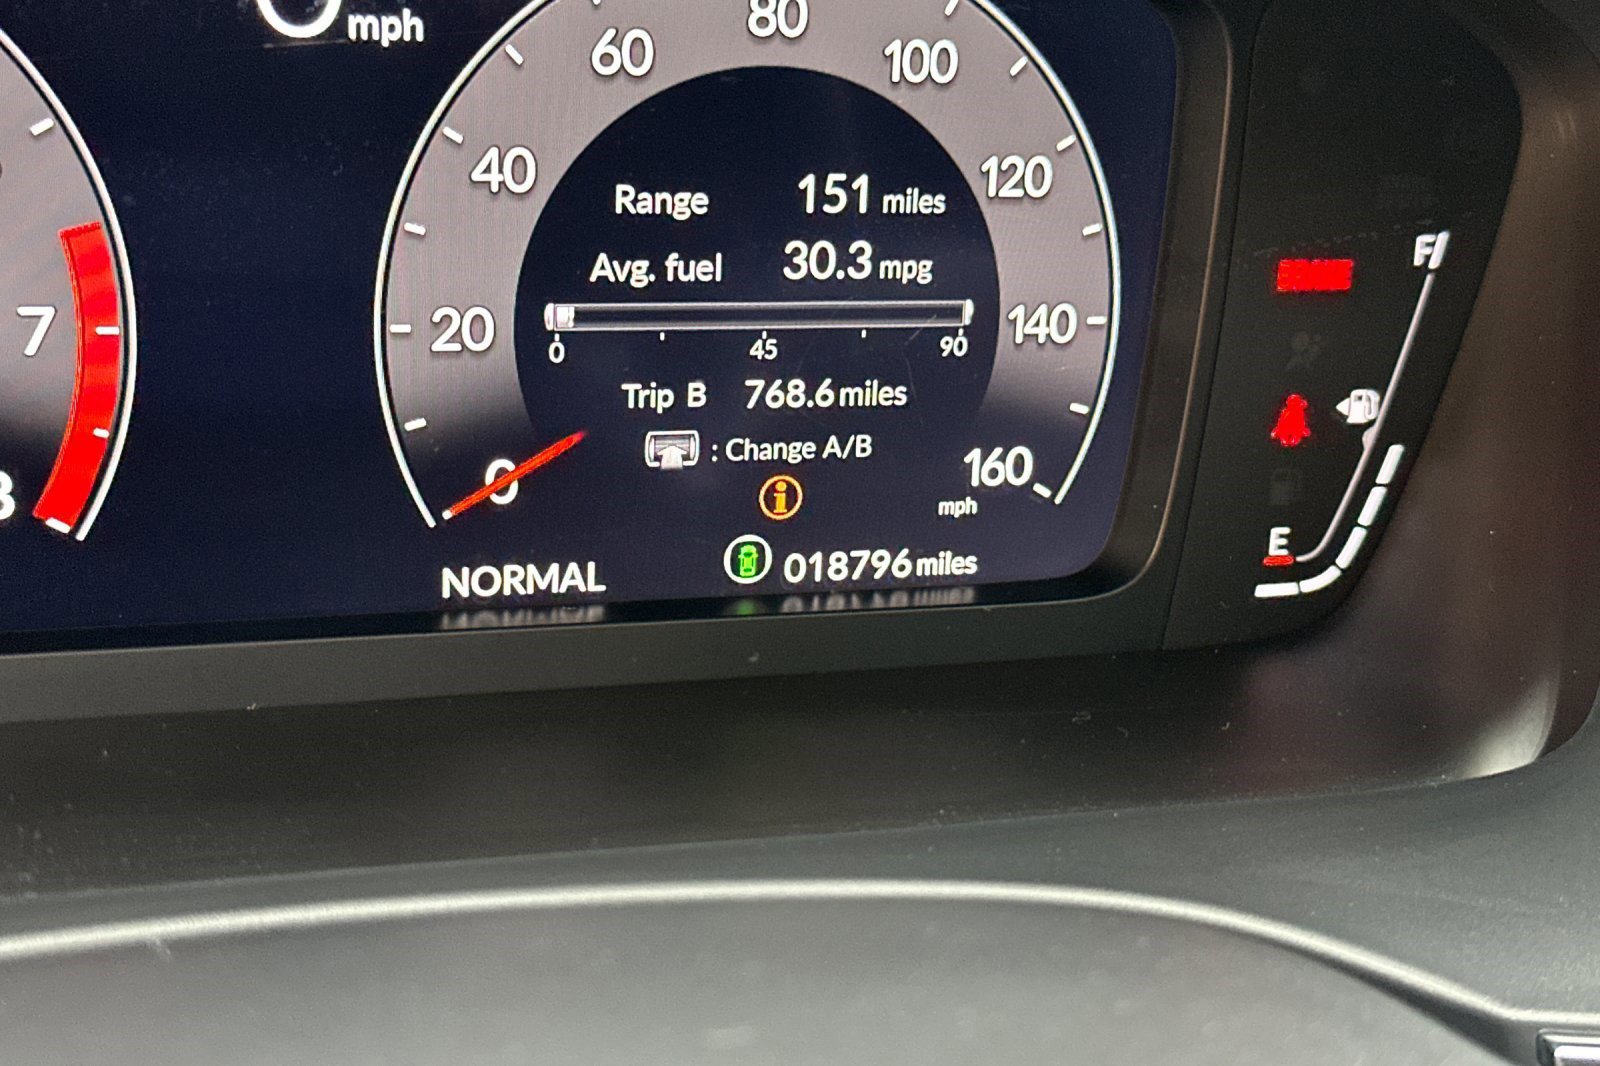 mph
80
60
100
40
120
Range 151 miles
Avg. fuel 30.3 mpg
7
20
140
0 45 90
Trip B 768.6 miles
: Change A/B
0
160
mph
i
NORMAL
018796 miles
F
E